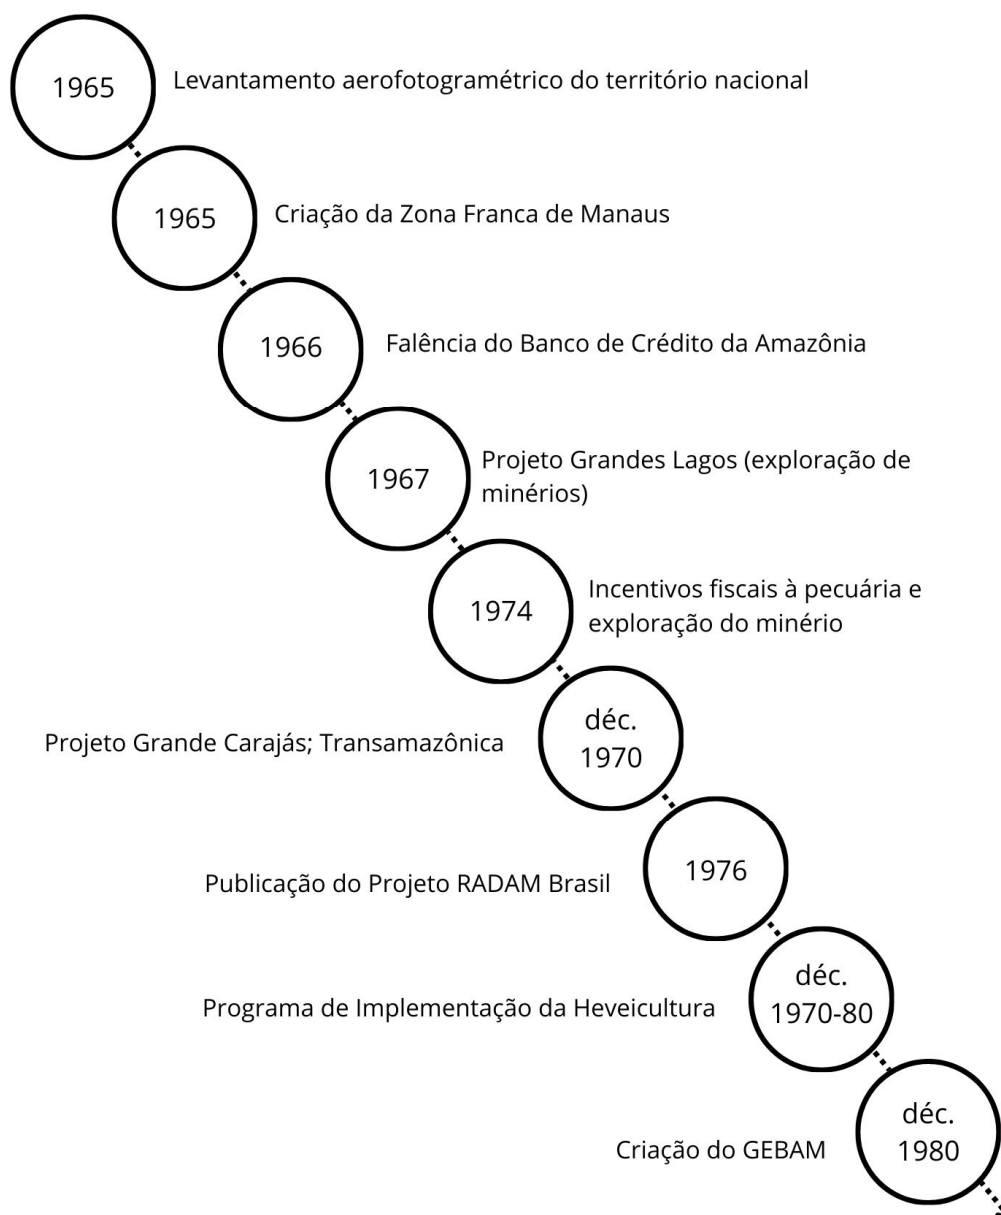 1965
Levantamento aerofotogramétrico do território nacional
1965
Criação da Zona Franca de Manaus
1966
Falência do Banco de Crédito da Amazônia
1967
Projeto Grandes Lagos (exploração de
minérios)
1974
Incentivos fiscais à pecuária e
exploração do minério
déc.
1970
Projeto Grande Carajás; Transamazônica
1976
Publicação do Projeto RADAM Brasil
déc.
1970-80
Programa de Implementação da Heveicultura
déc.
1980
Criação do GEBAM